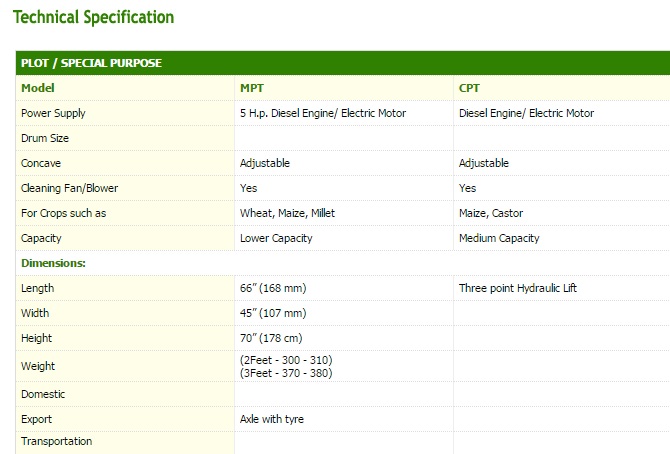 Technical Specification
PLOT / SPECIAL PURPOSE
Model MPT CPT
Power Supply 5 H.p. Diesel Engine/ Electric Motor Diesel Engine/ Electric Motor
Drum Size
Concave Adjustable Adjustable
Cleaning Fan/Blower Yes Yes
For Crops such as Wheat, Maize, Millet Maize, Castor
Capacity Lower Capacity Medium Capacity
Dimensions:
Length 66” (168 mm) Three point Hydraulic Lift
Width 45” (107 mm)
Height 70” (178 cm)
Weight (2Feet - 300 - 310)
(3Feet - 370 - 380)
Domestic
Export Axle with tyre
Transportation